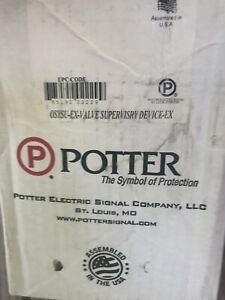 Assembled in
U.S.A
UPC CODE
OSYSU-EX-VALVE SUPERVISRY DEVICE-EX
P
P POTTER
The Symbol of Protection
POTTER ELECTRIC SIGNAL COMPANY, LLC
ST. LOUIS, MO
WWW.POTTERSIGNAL.COM
ASSEMBLED
IN THE USA